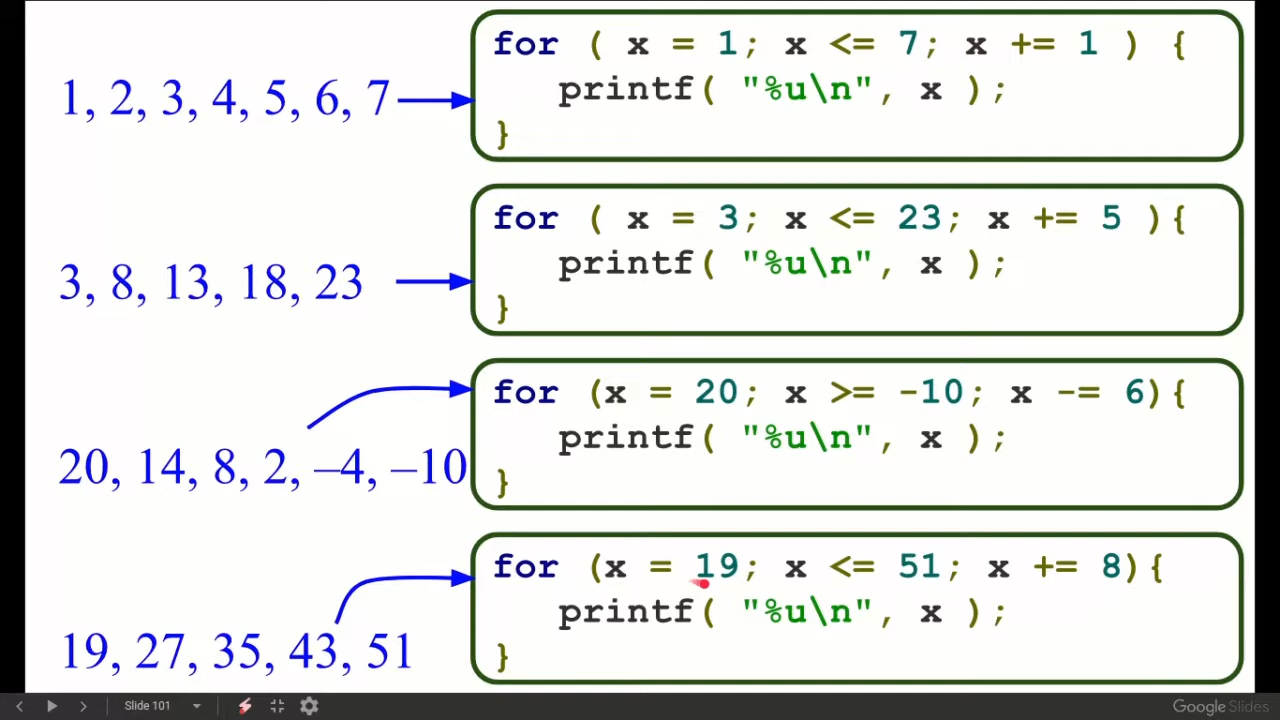 1, 2, 3, 4, 5, 6, 7
for ( x = 1; x <= 7; x += 1 ) {
printf( "%u\n", x );
}
3, 8, 13, 18, 23
for ( x = 3; x <= 23; x += 5 ){
printf( "%u\n", x );
}
20, 14, 8, 2, –4, –10
for (x = 20; x >= -10; x -= 6){
printf( "%u\n", x );
}
19, 27, 35, 43, 51
for (x = 19; x <= 51; x += 8){
printf( "%u\n", x );
}
Slide 101
Google Slides